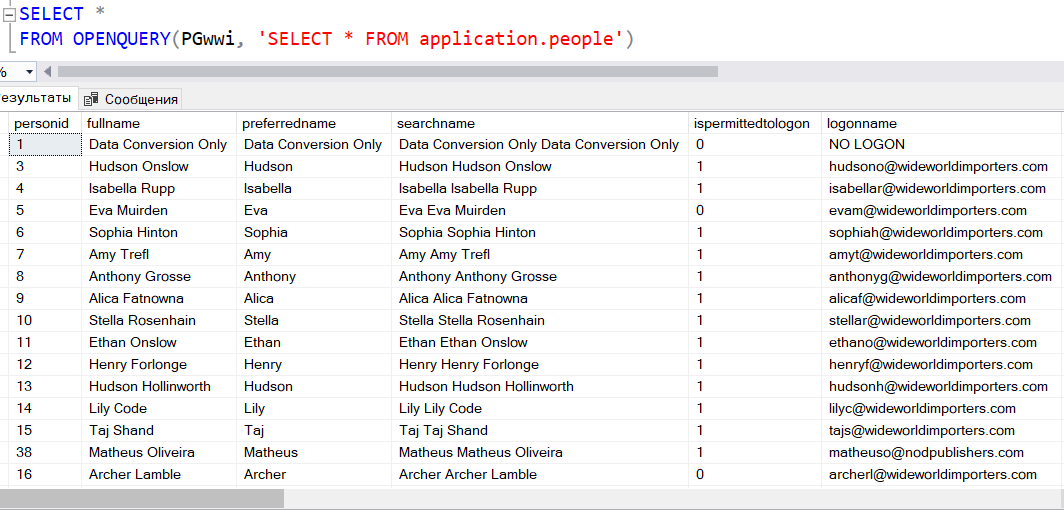 SELECT *
FROM OPENQUERY(PGwwi, 'SELECT * FROM application.people')
%
езультаты Сообщения
personid fullname preferredname searchname ispermittedtologon logonname
1 Data Conversion Only Data Conversion Only Data Conversion Only Data Conversion Only 0 NO LOGON
3 Hudson Onslow Hudson Hudson Hudson Onslow 1 hudsono@wideworldimporters.com
4 Isabella Rupp Isabella Isabella Isabella Rupp 1 isabellar@wideworldimporters.com
5 Eva Muirden Eva Eva Eva Muirden 0 evam@wideworldimporters.com
6 Sophia Hinton Sophia Sophia Sophia Hinton 1 sophiah@wideworldimporters.com
7 Amy Trefl Amy Amy Amy Trefl 1 amyt@wideworldimporters.com
8 Anthony Grosse Anthony Anthony Anthony Grosse 1 anthonyg@wideworldimporters.com
9 Alica Fatnowna Alica Alica Alica Fatnowna 1 alicaf@wideworldimporters.com
10 Stella Rosenhain Stella Stella Stella Rosenhain 1 stellar@wideworldimporters.com
11 Ethan Onslow Ethan Ethan Ethan Onslow 1 ethano@wideworldimporters.com
12 Henry Forlonge Henry Henry Henry Forlonge 1 henryf@wideworldimporters.com
13 Hudson Hollinworth Hudson Hudson Hudson Hollinworth 1 hudsonh@wideworldimporters.com
14 Lily Code Lily Lily Lily Code 1 lilyc@wideworldimporters.com
15 Taj Shand Taj Taj Taj Shand 1 tajs@wideworldimporters.com
38 Matheus Oliveira Matheus Matheus Matheus Oliveira 1 matheuso@nodpublishers.com
16 Archer Lamble Archer Archer Archer Lamble 0 archerl@wideworldimporters.com